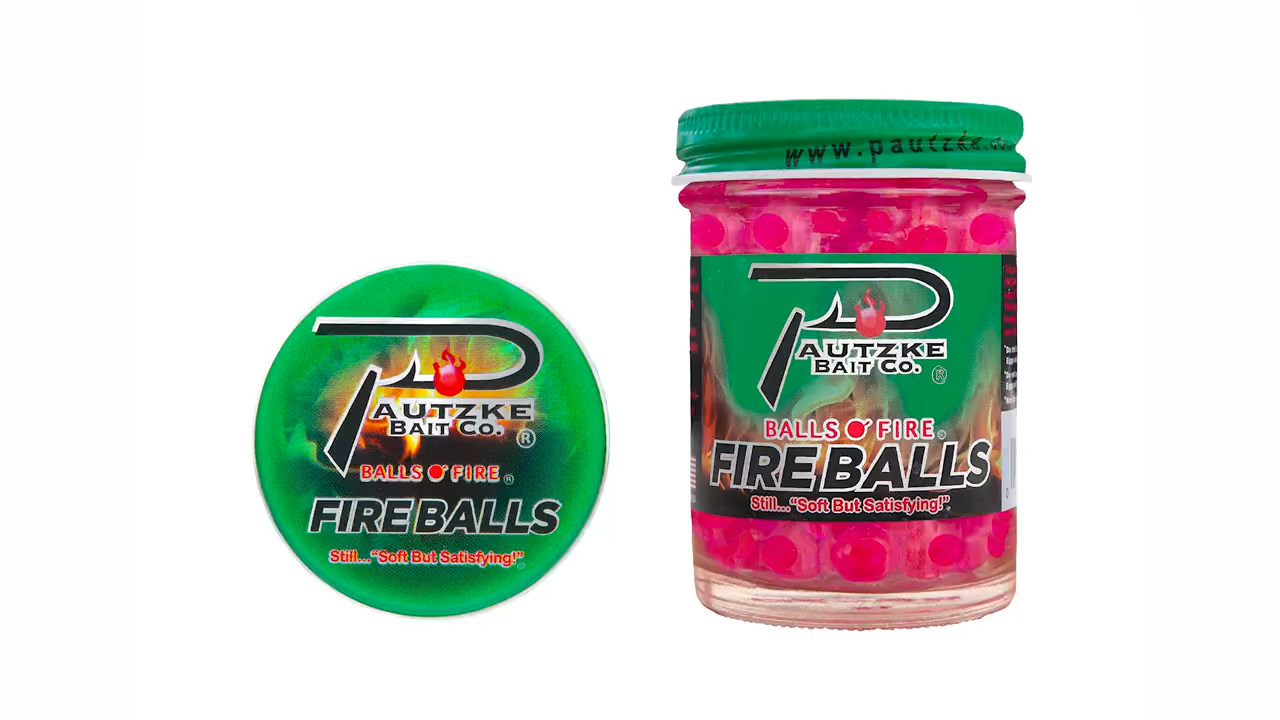 PAUTZKE
BAIT CO.
®
BALLS O' FIRE®
FIRE BALLS
Still..."Soft But Satisfying!"
www.pautzke.co
PAUTZKE
BAIT CO.
®
BALLS O' FIRE®
FIRE BALLS
Still..."Soft But Satisfying!"